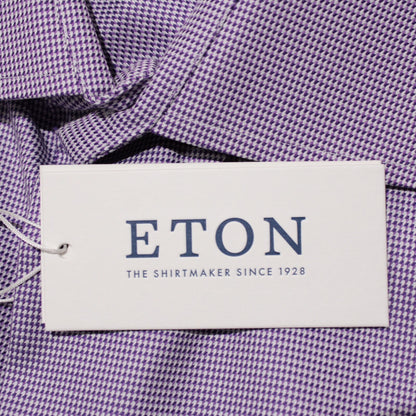 ETON
THE SHIRTMAKER SINCE 1928